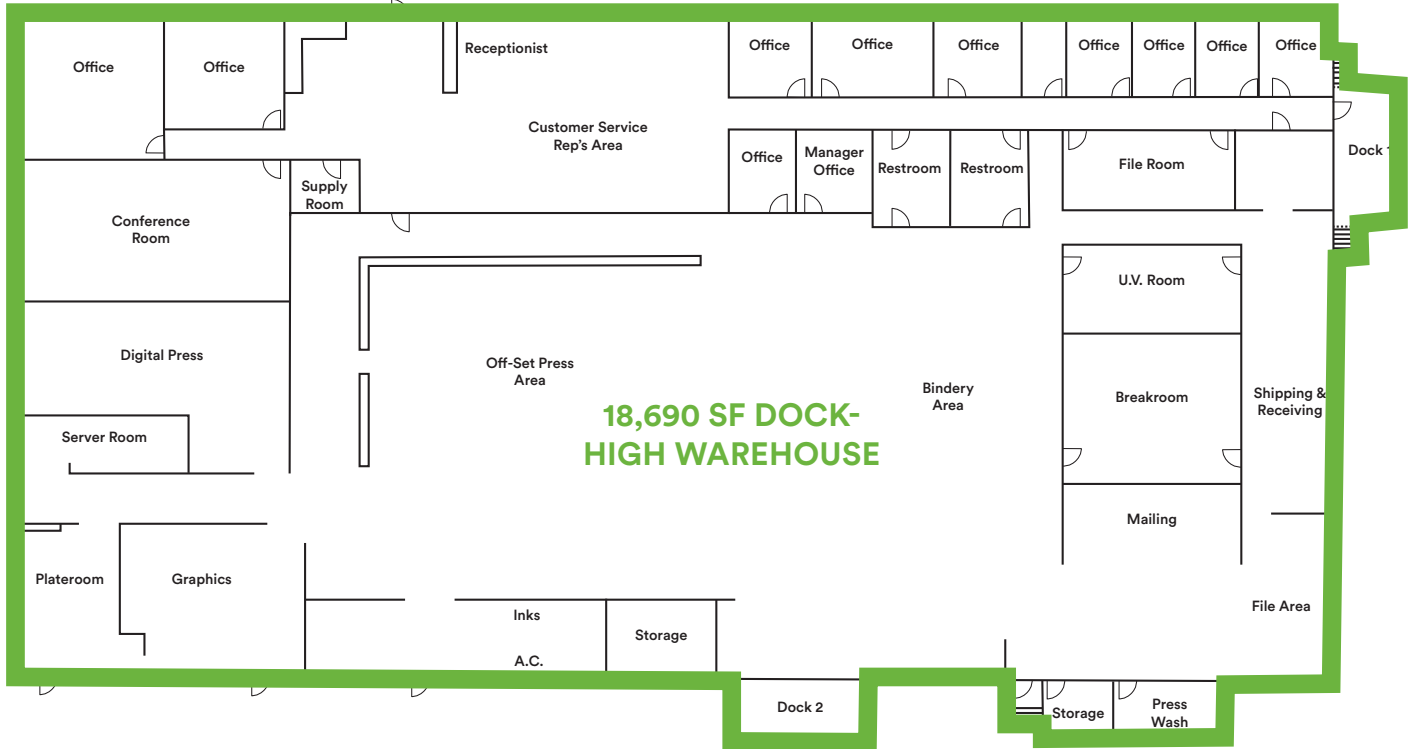 Office
Office
Receptionist
Office
Office
Office
Office
Office
Office
Office
Customer Service
Rep's Area
Office
Manager
Office
Restroom
Restroom
File Room
Dock 1
Supply
Room
Conference
Room
U.V. Room
Digital Press
Off-Set Press
Area
Bindery
Area
Breakroom
Shipping &
Receiving
18,690 SF DOCK-
HIGH WAREHOUSE
Server Room
Mailing
Plateroom
Graphics
Inks
A.C.
Storage
File Area
Dock 2
Storage
Press
Wash